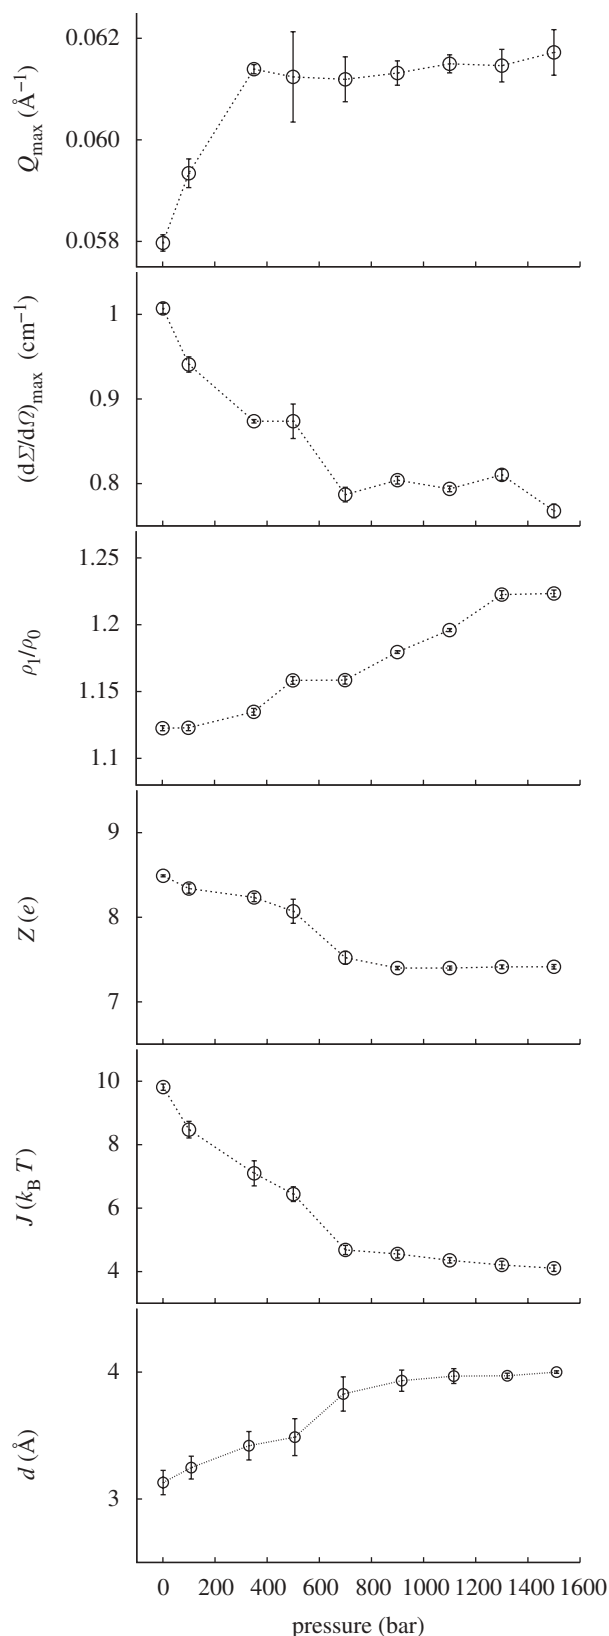 0.062
0.060
0.058
Q_max (Å⁻¹)
1
0.9
0.8
(dΣ/dΩ)_max (cm⁻¹)
1.25
1.2
1.15
1.1
ρ₁/ρ₀
9
8
7
Z (e)
10
8
6
4
J (k_B T)
4
3
d (Å)
0 200 400 600 800 1000 1200 1400 1600
pressure (bar)